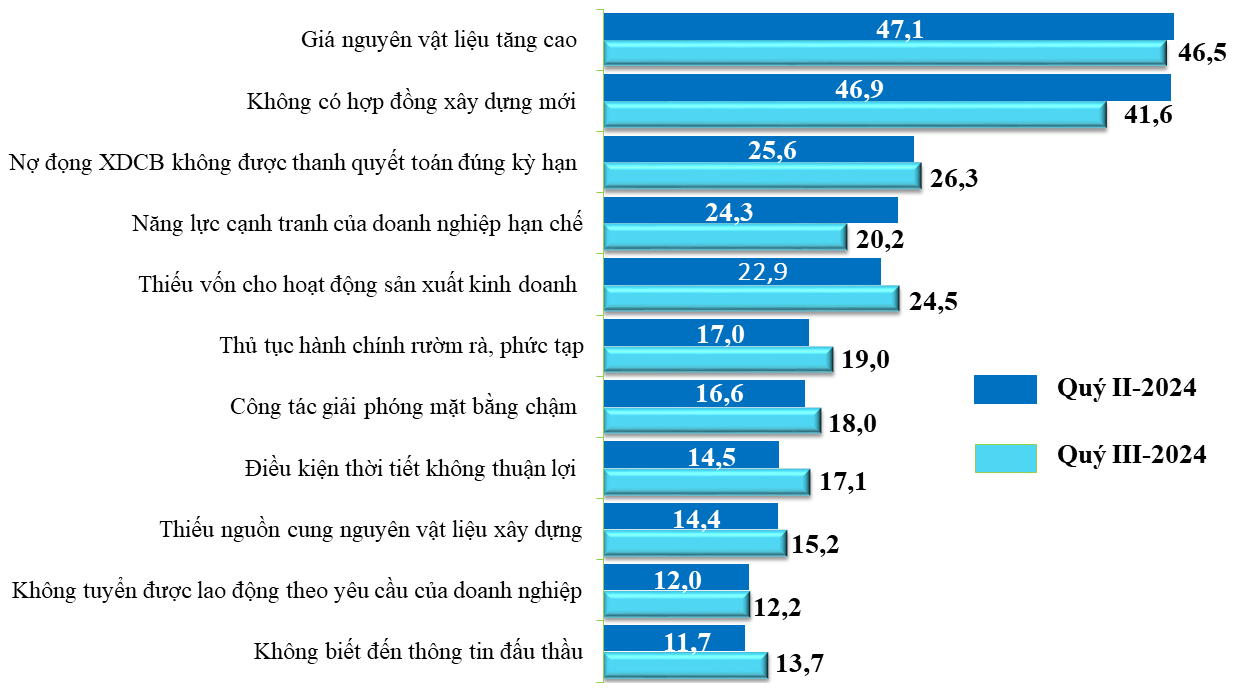 Giá nguyên vật liệu tăng cao
47,1
46,5
Không có hợp đồng xây dựng mới
46,9
41,6
Nợ đọng XDCB không được thanh quyết toán đúng kỳ hạn
25,6
26,3
Năng lực cạnh tranh của doanh nghiệp hạn chế
24,3
20,2
Thiếu vốn cho hoạt động sản xuất kinh doanh
22,9
24,5
Thủ tục hành chính rườm rà, phức tạp
17,0
19,0
Công tác giải phóng mặt bằng chậm
16,6
18,0
Điều kiện thời tiết không thuận lợi
14,5
17,1
Thiếu nguồn cung nguyên vật liệu xây dựng
14,4
15,2
Không tuyển được lao động theo yêu cầu của doanh nghiệp
12,0
12,2
Không biết đến thông tin đấu thầu
11,7
13,7
Quý II-2024
Quý III-2024